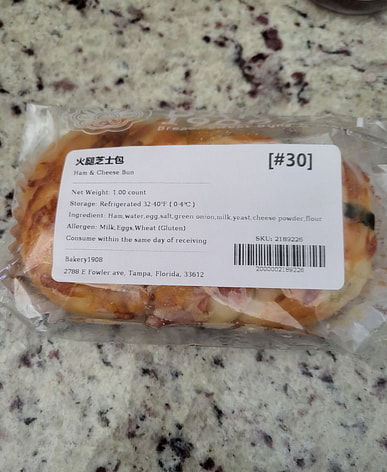 火腿芝士包
[#30]
Ham & Cheese Bun
Net Weight: 1.00 count
Storage: Refrigerated 32-40°F ( 0-4°C )
Ingredient: Ham,water,egg,salt,green onion,milk,yeast,cheese powder,flour
Allergen: Milk,Eggs,Wheat (Gluten)
Consume within the same day of receiving
SKU: 2189226
2000002189226
Bakery1908
2788 E Fowler ave, Tampa, Florida, 33612